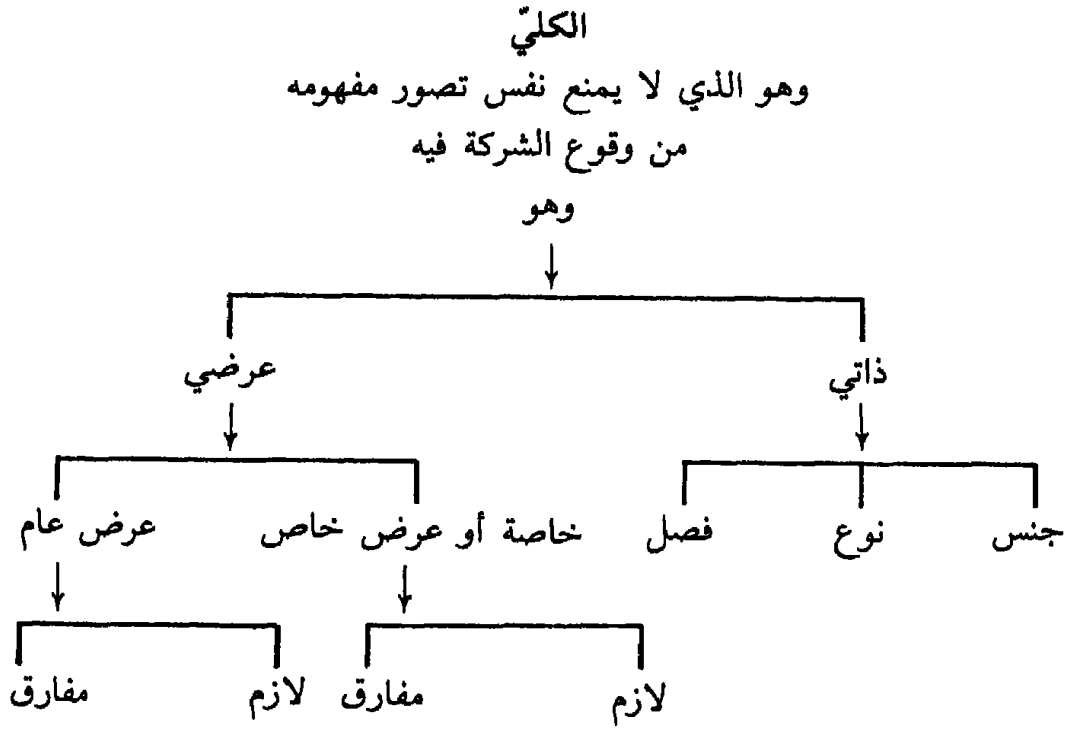 الكليّ
وهو الذي لا يمنع نفس تصور مفهومه
من وقوع الشركة فيه
وهو
ذاتي عرضي
جنس نوع فصل خاصة أو عرض خاص عرض عام
لازم مفارق لازم مفارق